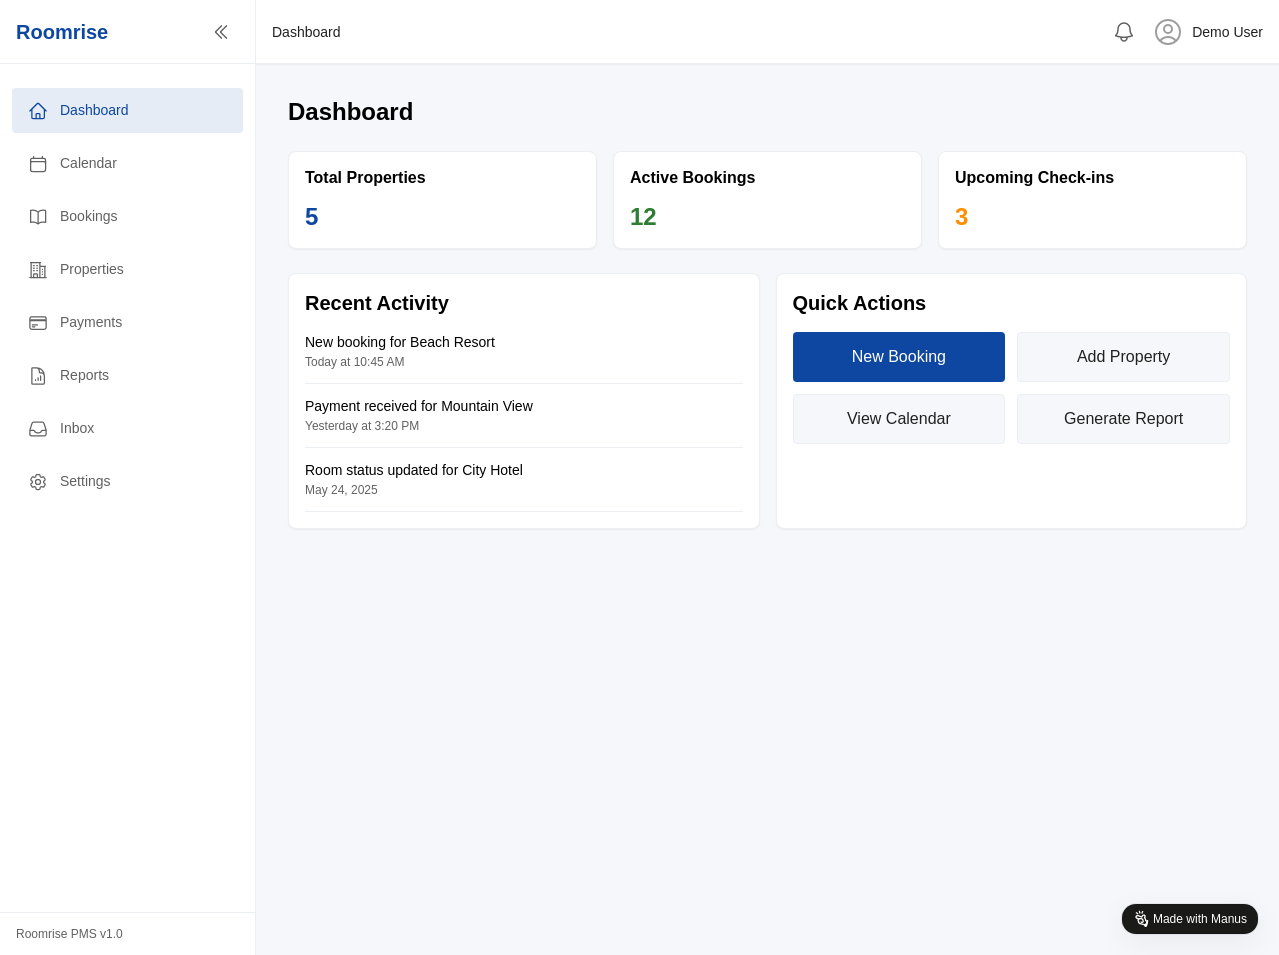 Roomrise
Dashboard
Demo User
Dashboard
Calendar
Bookings
Properties
Payments
Reports
Inbox
Settings
Roomrise PMS v1.0
Dashboard
Total Properties
5
Active Bookings
12
Upcoming Check-ins
3
Recent Activity
New booking for Beach Resort
Today at 10:45 AM
Payment received for Mountain View
Yesterday at 3:20 PM
Room status updated for City Hotel
May 24, 2025
Quick Actions
New Booking
Add Property
View Calendar
Generate Report
Made with Manus